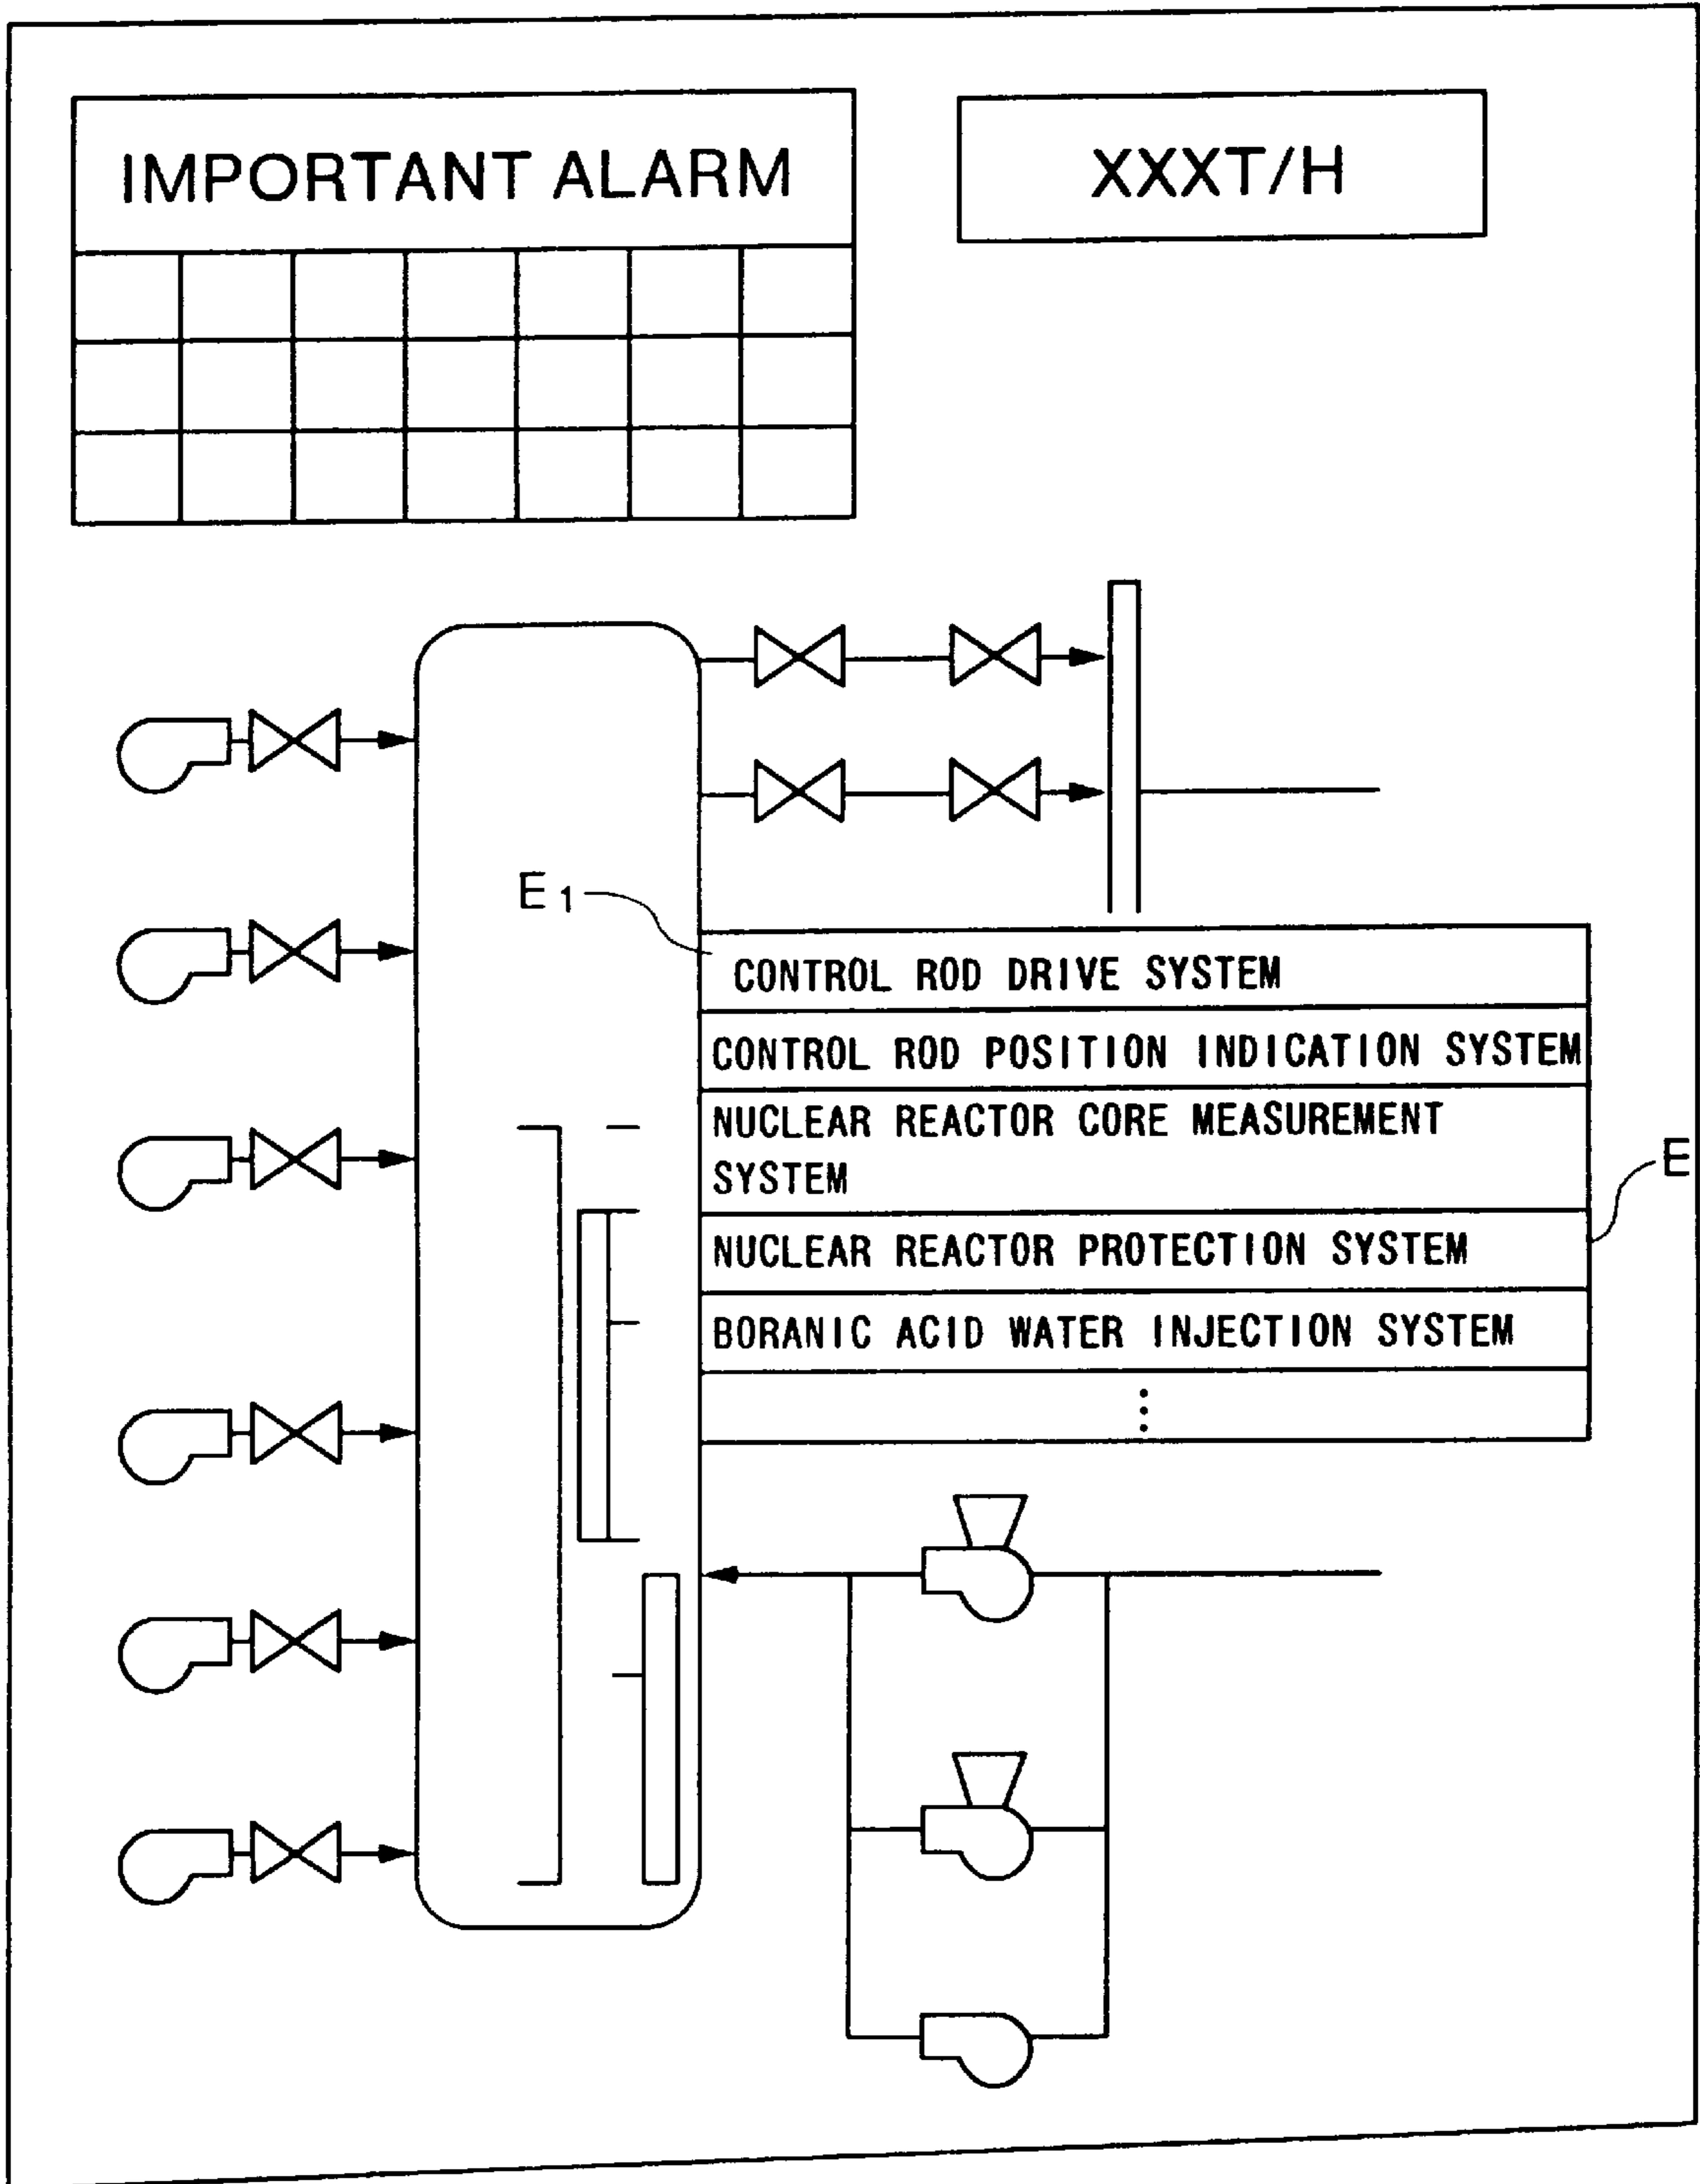 IMPORTANT ALARM
XXXT/H
E1
CONTROL ROD DRIVE SYSTEM
CONTROL ROD POSITION INDICATION SYSTEM
NUCLEAR REACTOR CORE MEASUREMENT
SYSTEM
E
NUCLEAR REACTOR PROTECTION SYSTEM
BORANIC ACID WATER INJECTION SYSTEM
⋮